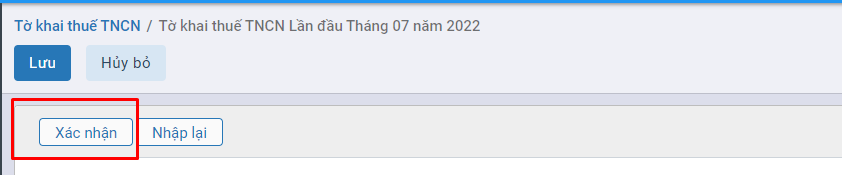 Tờ khai thuế TNCN / Tờ khai thuế TNCN Lần đầu Tháng 07 năm 2022
Lưu Hủy bỏ
Xác nhận Nhập lại